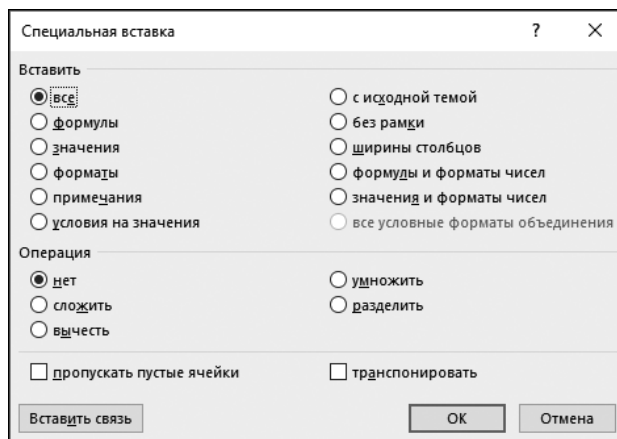 Специальная вставка ?
Вставить
все
формулы
значения
форматы
примечания
условия на значения
с исходной темой
без рамки
ширины столбцов
формулы и форматы чисел
значения и форматы чисел
все условные форматы объединения
Операция
нет
сложить
вычесть
умножить
разделить
пропускать пустые ячейки
транспонировать
Вставить связь
ОК
Отмена